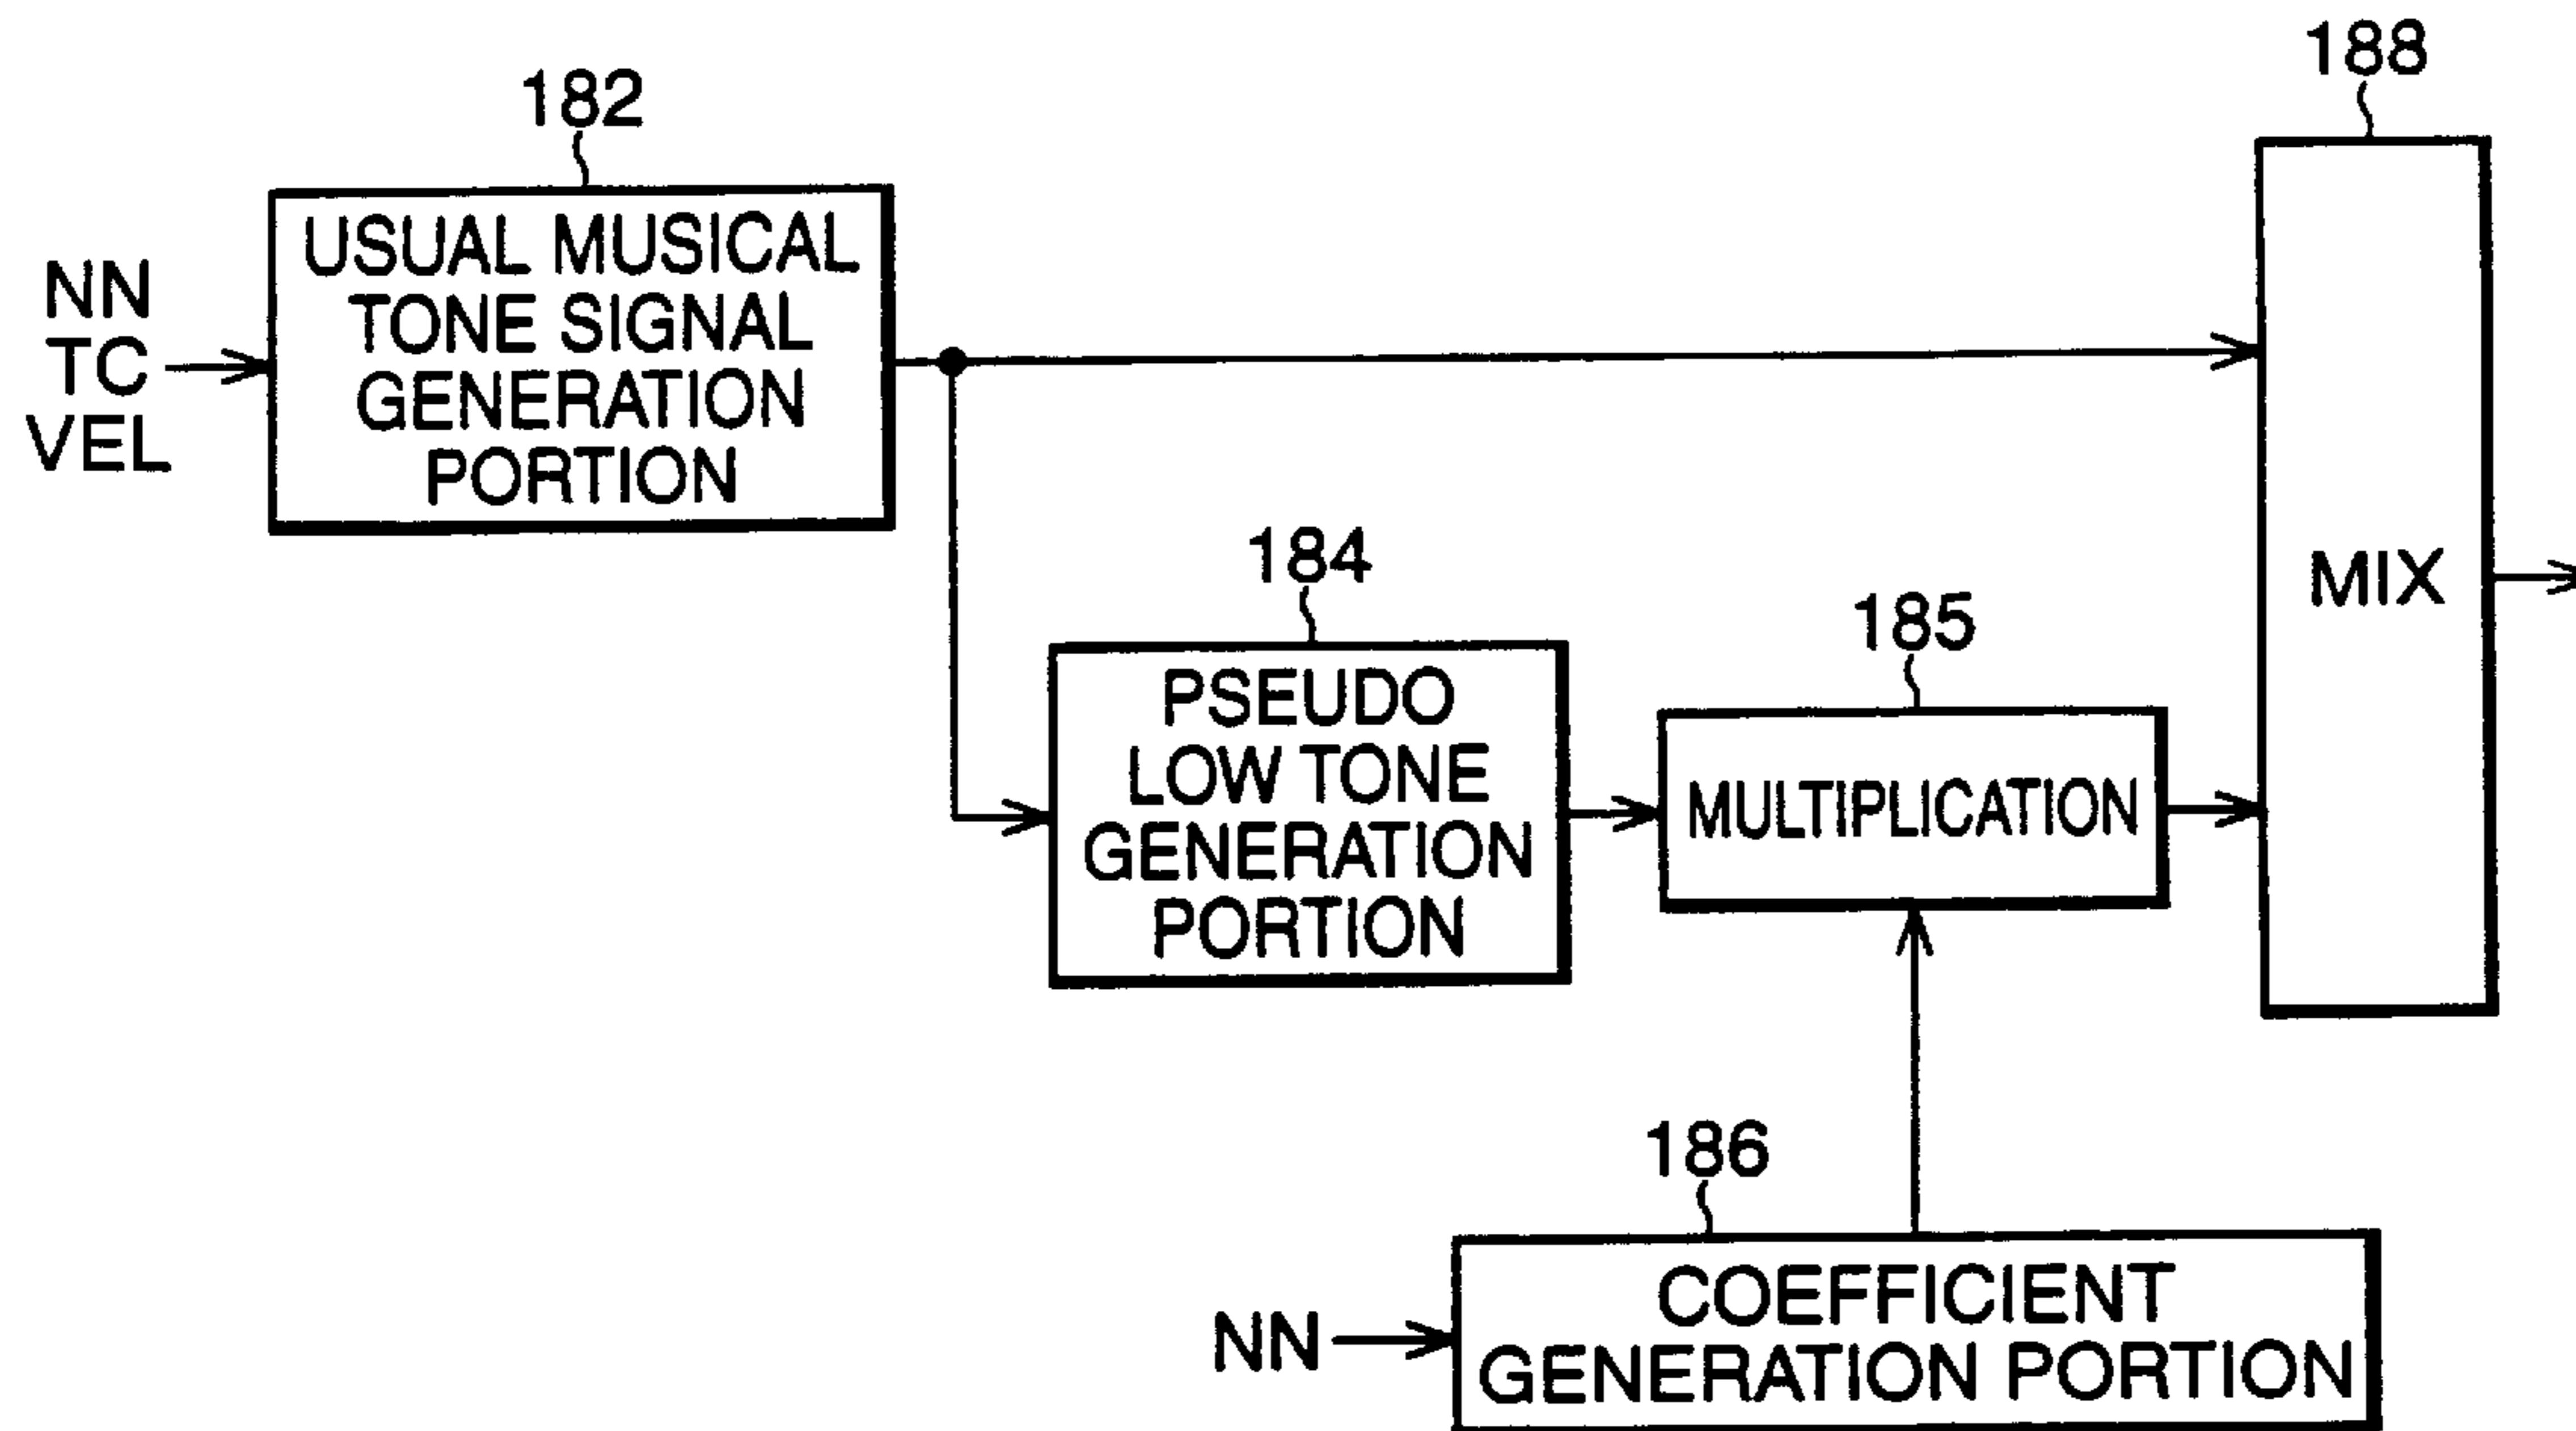 188
182
USUAL MUSICAL
TONE SIGNAL
GENERATION
PORTION
NN
TC
VEL
MIX
184
PSEUDO
LOW TONE
GENERATION
PORTION
185
MULTIPLICATION
186
NN
COEFFICIENT
GENERATION PORTION